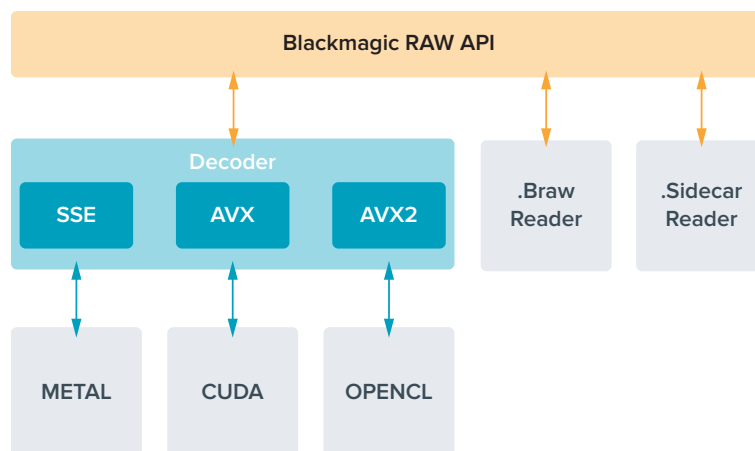 Blackmagic RAW API
Decoder
SSE
AVX
AVX2
.Braw
Reader
.Sidecar
Reader
METAL
CUDA
OPENCL